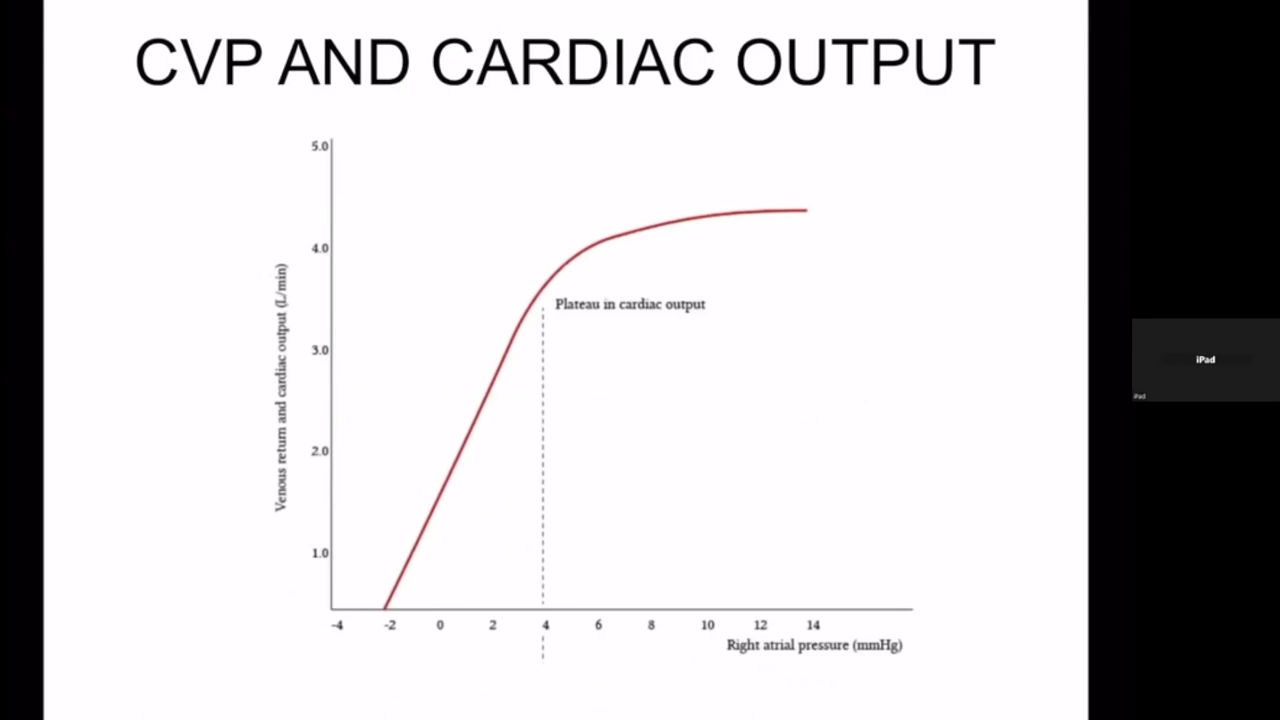 CVP AND CARDIAC OUTPUT
5.0
4.0
Venous return and cardiac output (L/min)
Plateau in cardiac output
3.0
2.0
1.0
-4 -2 0 2 4 6 8 10 12 14
Right atrial pressure (mmHg)
iPad
iPad